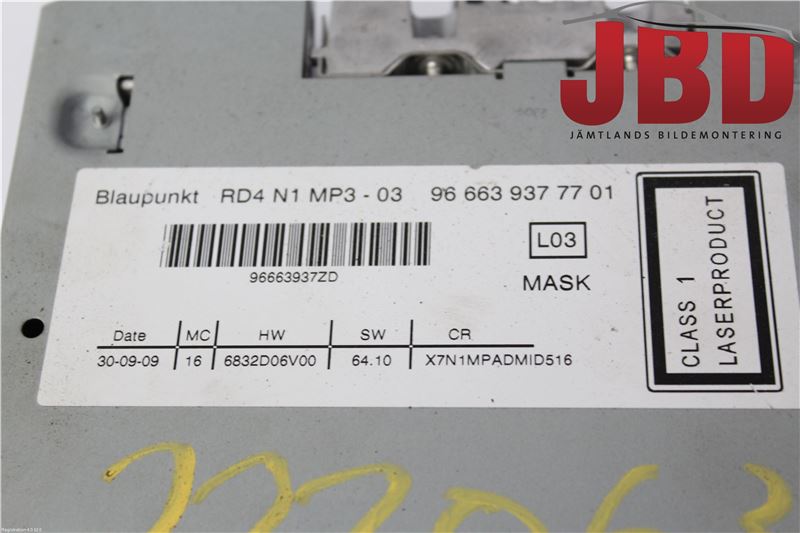 JBD
JÄMTLANDS BILDEMONTERING
Blaupunkt RD4 N1 MP3 - 03 96 663 937 77 01
L03
96663937ZD
MASK
CLASS 1
LASERPRODUCT
Date MC HW SW CR
30-09-09 16 6832D06V00 64.10 X7N1MPADMID516